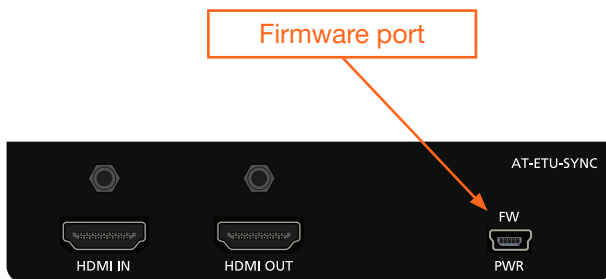 Firmware port
AT-ETU-SYNC
FW
HDMI IN
HDMI OUT
PWR